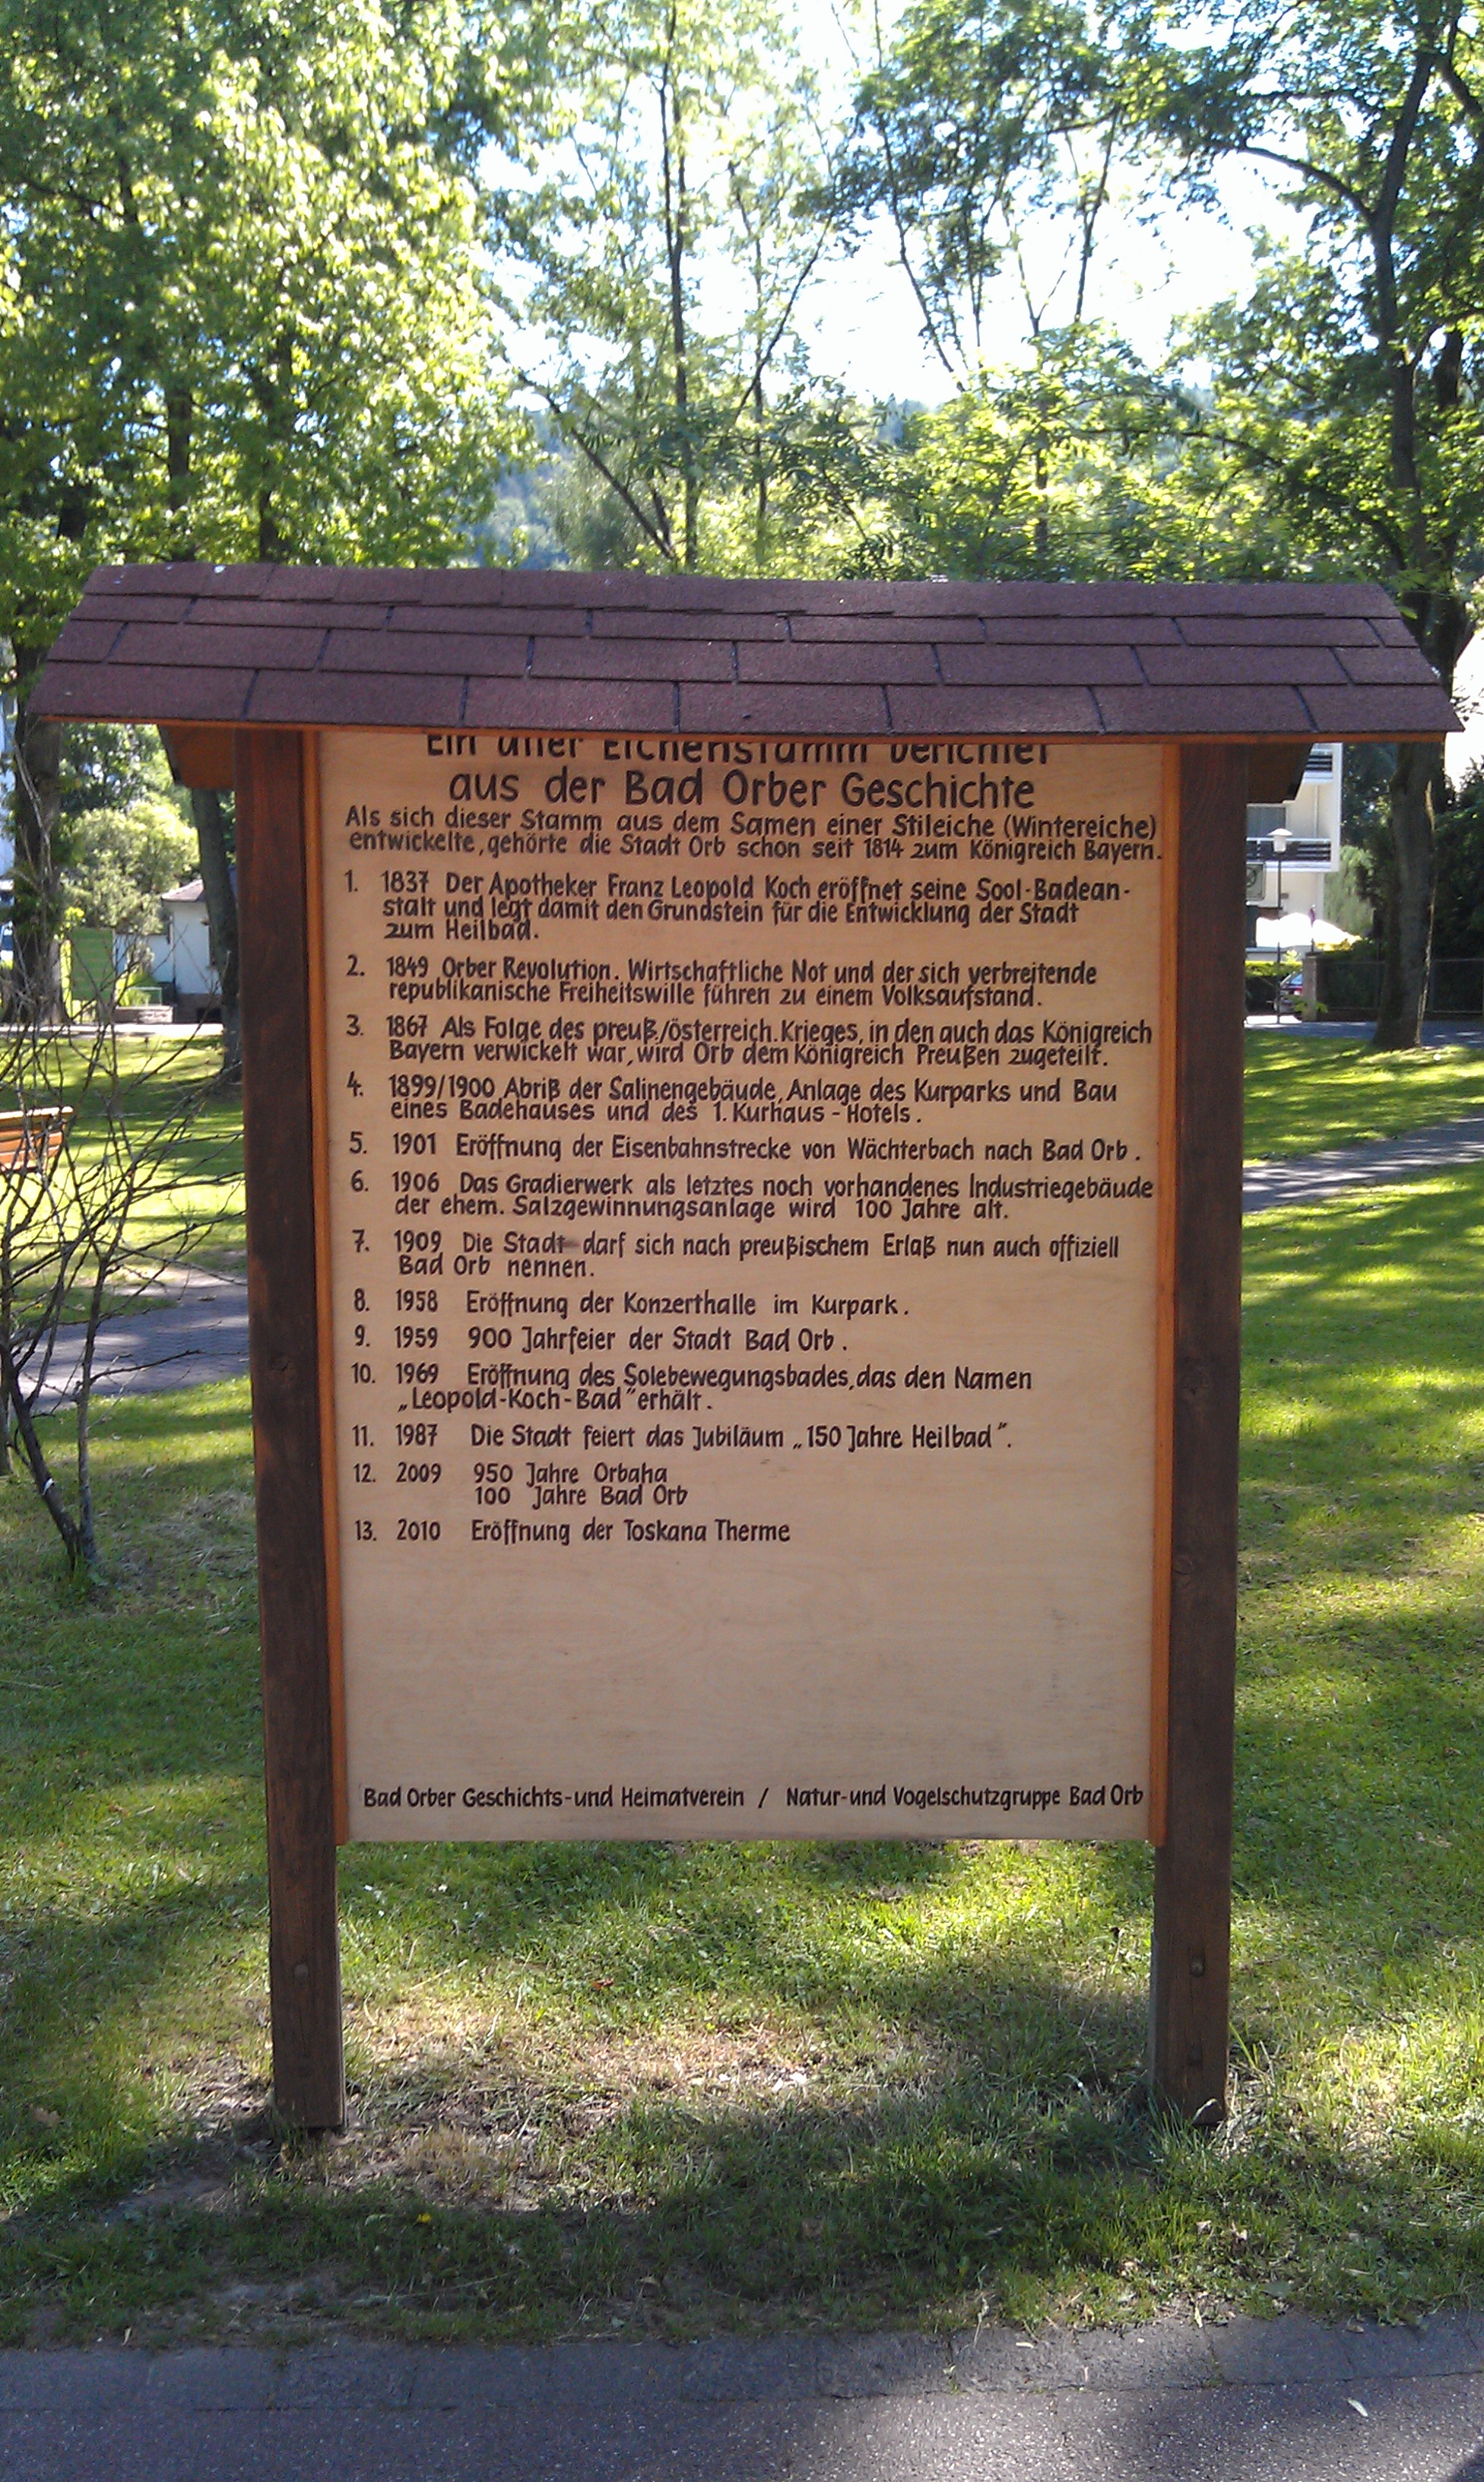 Ein alter Eichenstamm berichtet
aus der Bad Orber Geschichte
Als sich dieser Stamm aus dem Samen einer Stileiche (Wintereiche)
entwickelte, gehörte die Stadt Orb schon seit 1814 zum Königreich Bayern.
1. 1837 Der Apotheker Franz Leopold Koch eröffnet seine Sool-Badean-
stalt und legt damit den Grundstein für die Entwicklung der Stadt
zum Heilbad.
2. 1849 Orber Revolution. Wirtschaftliche Not und der sich verbreitende
republikanische Freiheitswille führen zu einem Volksaufstand.
3. 1867 Als Folge des preuß./österreich. Krieges, in den auch das Königreich
Bayern verwickelt war, wird Orb dem Königreich Preußen zugeteilt.
4. 1899/1900 Abriß der Salinengebäude, Anlage des Kurparks und Bau
eines Badehauses und des 1. Kurhaus-Hotels.
5. 1901 Eröffnung der Eisenbahnstrecke von Wächterbach nach Bad Orb.
6. 1906 Das Gradierwerk als letztes noch vorhandenes Industriegebäude
der ehem. Salzgewinnungsanlage wird 100 Jahre alt.
7. 1909 Die Stadt darf sich nach preußischem Erlaß nun auch offiziell
Bad Orb nennen.
8. 1958 Eröffnung der Konzerthalle im Kurpark.
9. 1959 900 Jahrfeier der Stadt Bad Orb.
10. 1969 Eröffnung des Solebewegungsbades, das den Namen
„Leopold-Koch-Bad" erhält.
11. 1987 Die Stadt feiert das Jubiläum „150 Jahre Heilbad".
12. 2009 950 Jahre Orbaha
100 Jahre Bad Orb
13. 2010 Eröffnung der Toskana Therme
Bad Orber Geschichts-und Heimatverein / Natur-und Vogelschutzgruppe Bad Orb